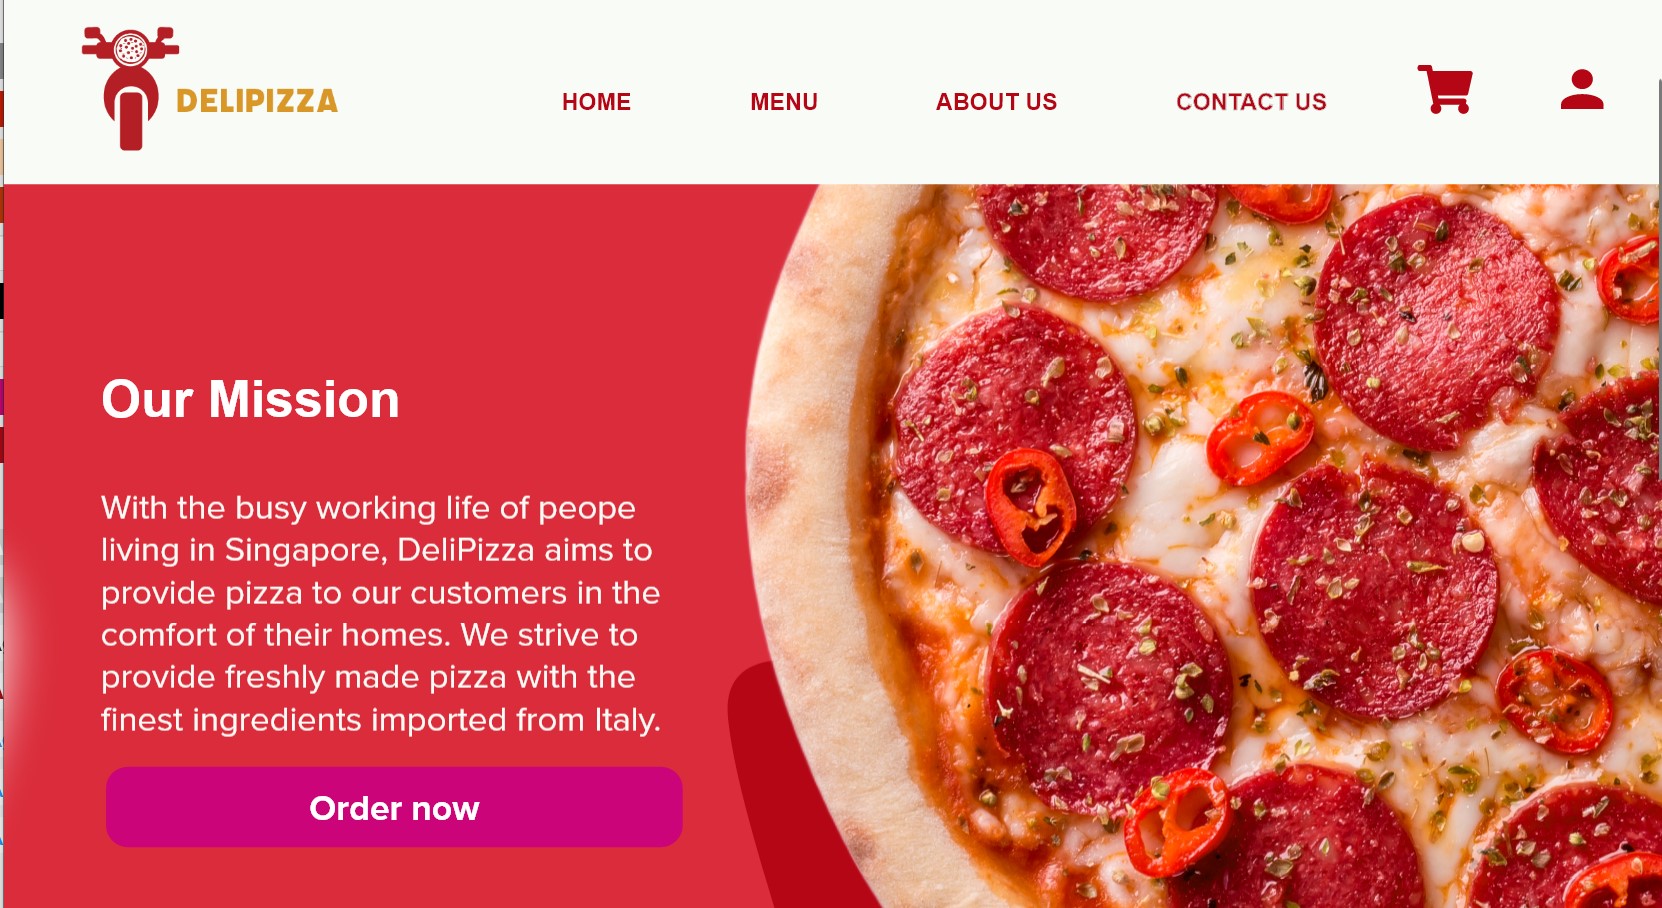 DELIPIZZA
HOME
MENU
ABOUT US
CONTACT US
Our Mission
With the busy working life of peope
living in Singapore, DeliPizza aims to
provide pizza to our customers in the
comfort of their homes. We strive to
provide freshly made pizza with the
finest ingredients imported from Italy.
Order now